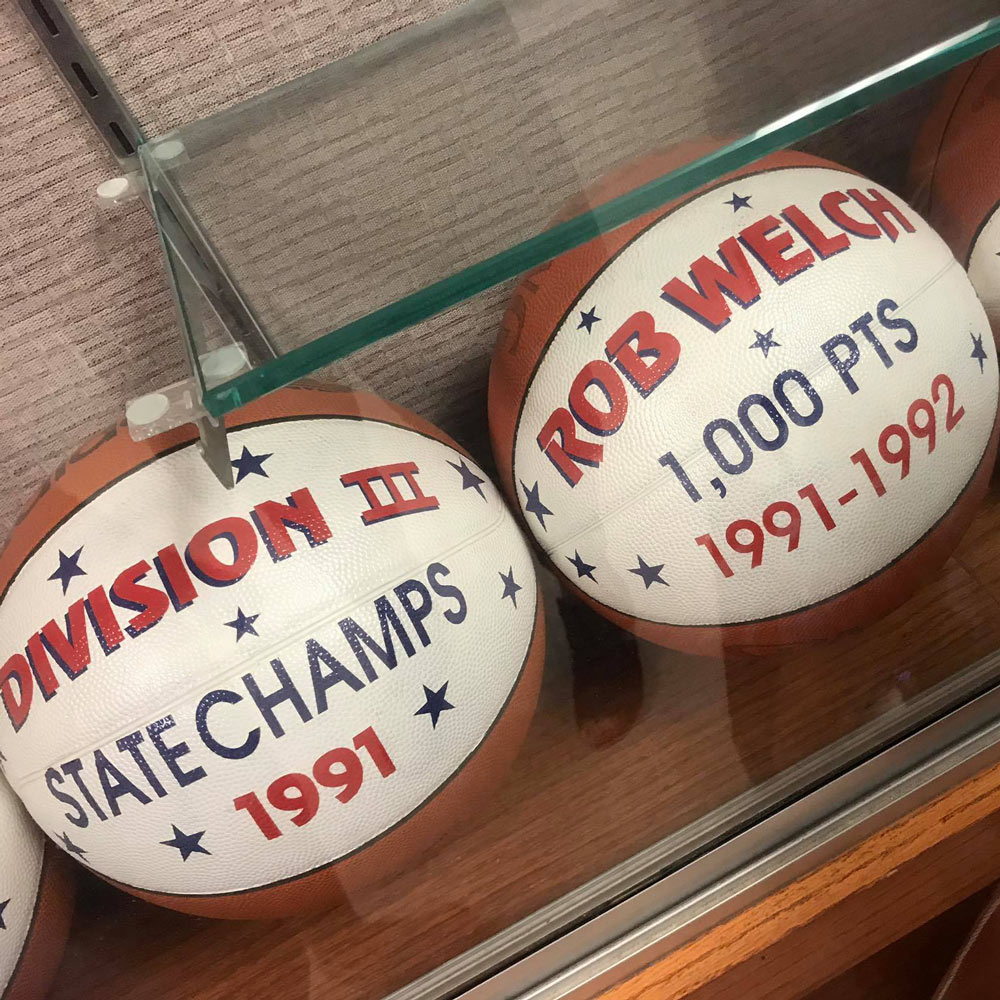 DIVISION III
STATE CHAMPS
1991
ROB WELCH
1,000 PTS
1991-1992